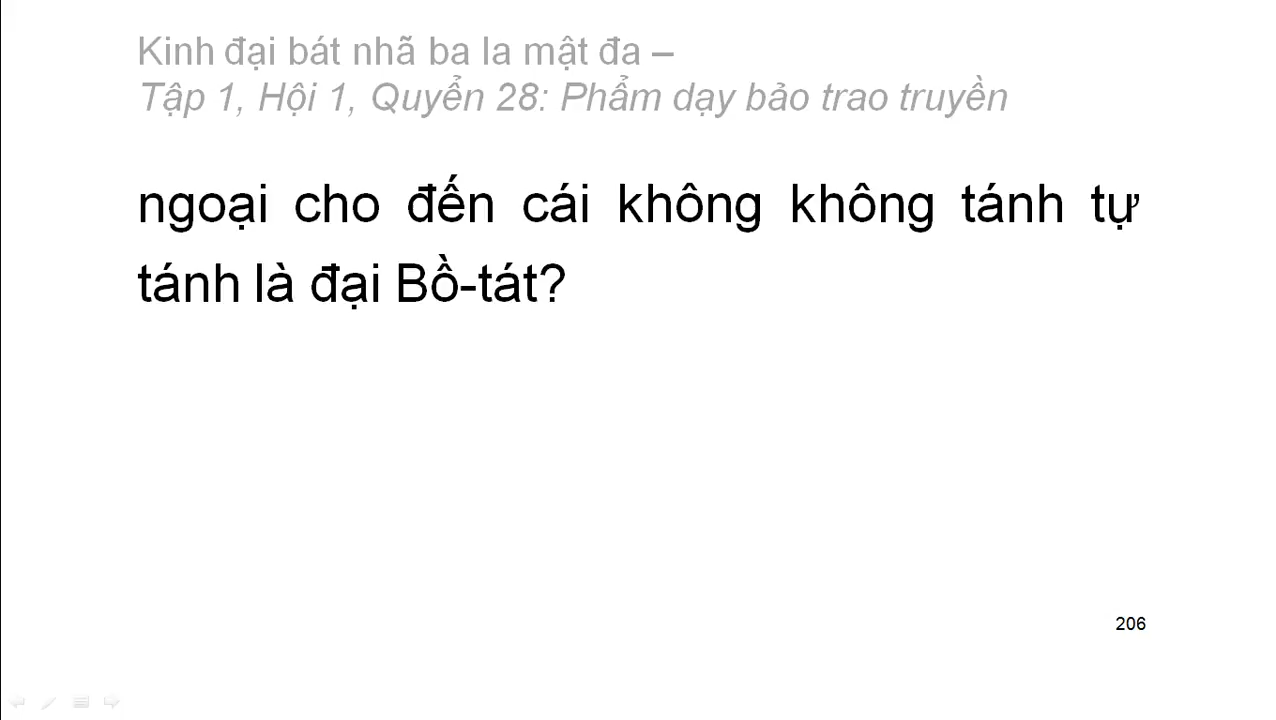 Kinh đại bát nhã ba la mật đa –
Tập 1, Hội 1, Quyển 28: Phẩm dạy bảo trao truyền
ngoại cho đến cái không không tánh tự
tánh là đại Bồ-tát?
206